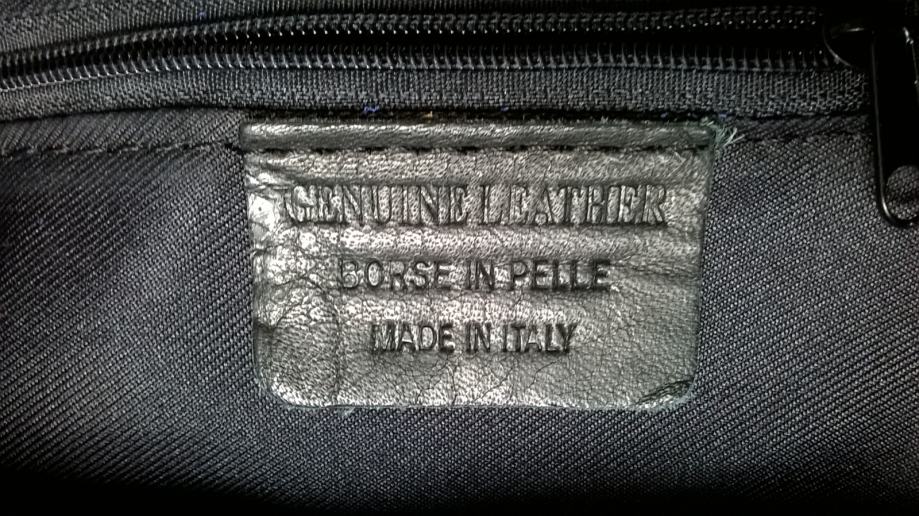 GENUINE LEATHER
BORSE IN PELLE
MADE IN ITALY